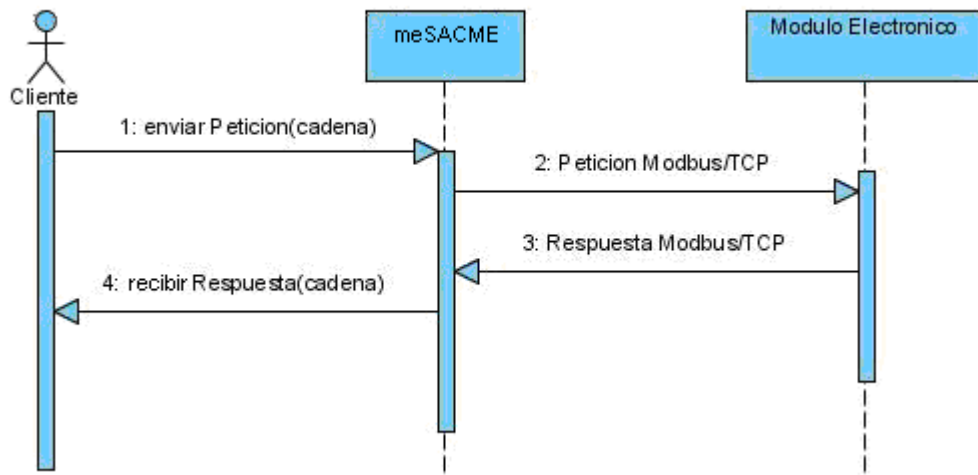 meSACME
Modulo Electronico
Cliente
1: enviar Peticion(cadena)
2: Peticion Modbus/TCP
3: Respuesta Modbus/TCP
4: recibir Respuesta(cadena)